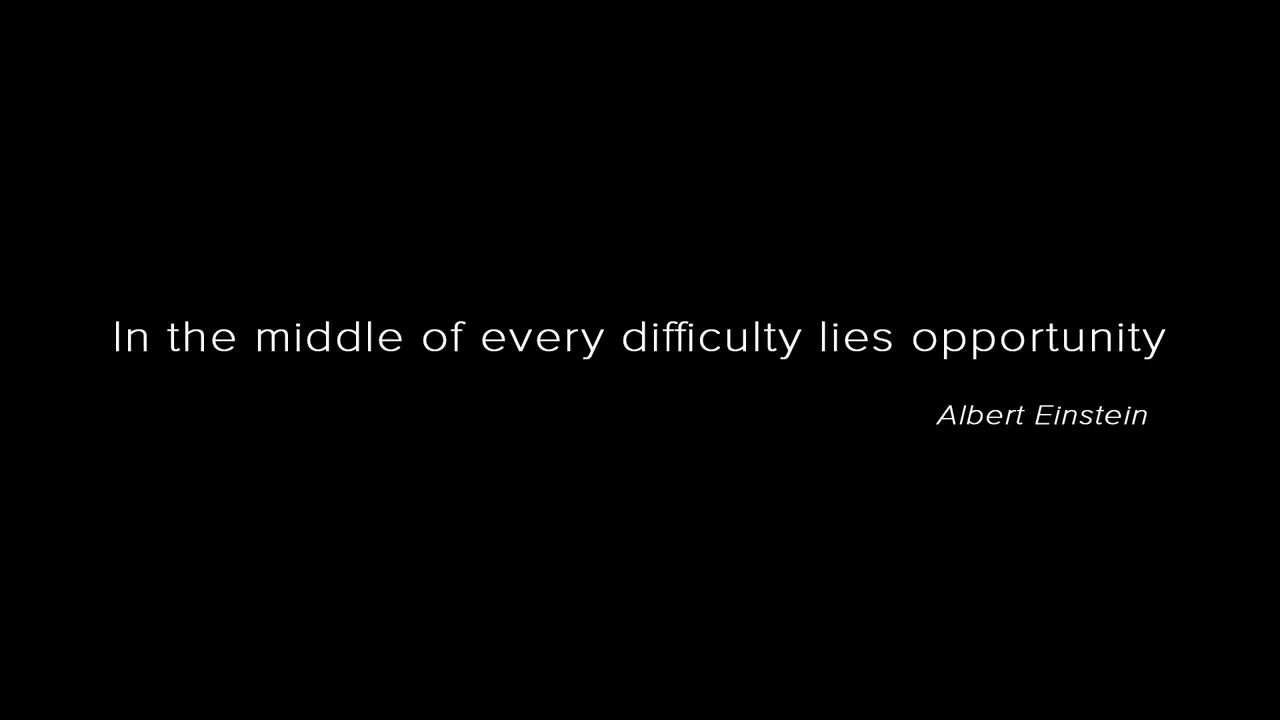 In the middle of every difficulty lies opportunity
Albert Einstein